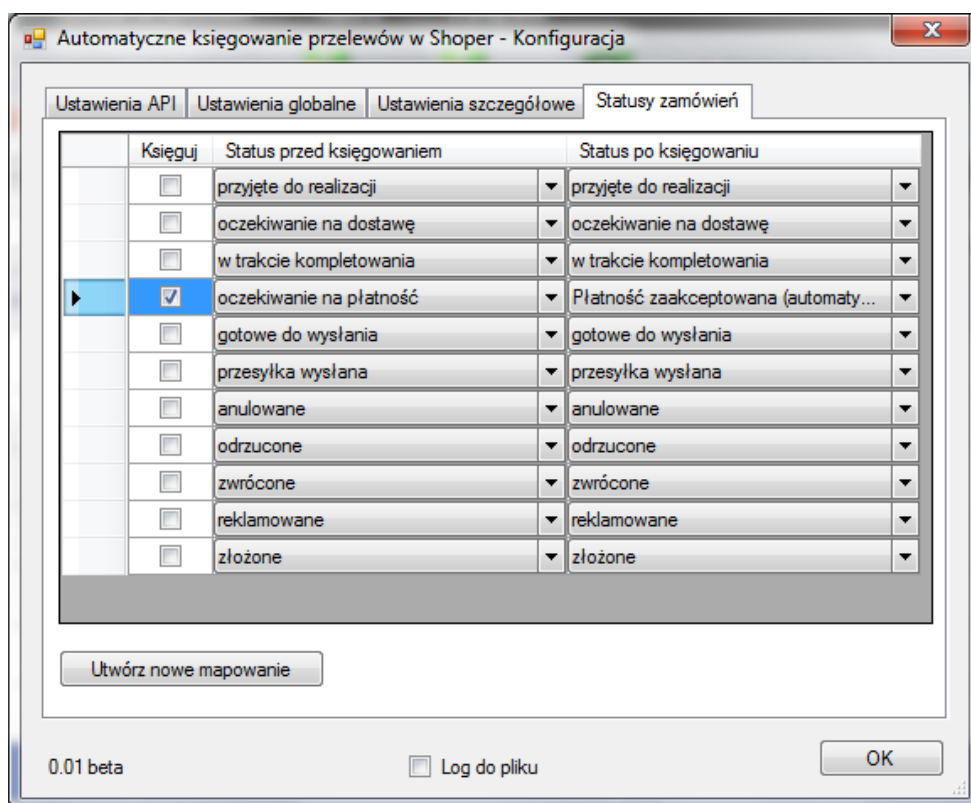 Automatyczne księgowanie przelewów w Shoper - Konfiguracja
Ustawienia API Ustawienia globalne Ustawienia szczegółowe Statusy zamówień
Księguj Status przed księgowaniem Status po księgowaniu
przyjęte do realizacji przyjęte do realizacji
oczekiwanie na dostawę oczekiwanie na dostawę
w trakcie kompletowania w trakcie kompletowania
oczekiwanie na płatność Płatność zaakceptowana (automaty...
gotowe do wysłania gotowe do wysłania
przesyłka wysłana przesyłka wysłana
anulowane anulowane
odrzucone odrzucone
zwrócone zwrócone
reklamowane reklamowane
złożone złożone
Utwórz nowe mapowanie
0.01 beta Log do pliku OK